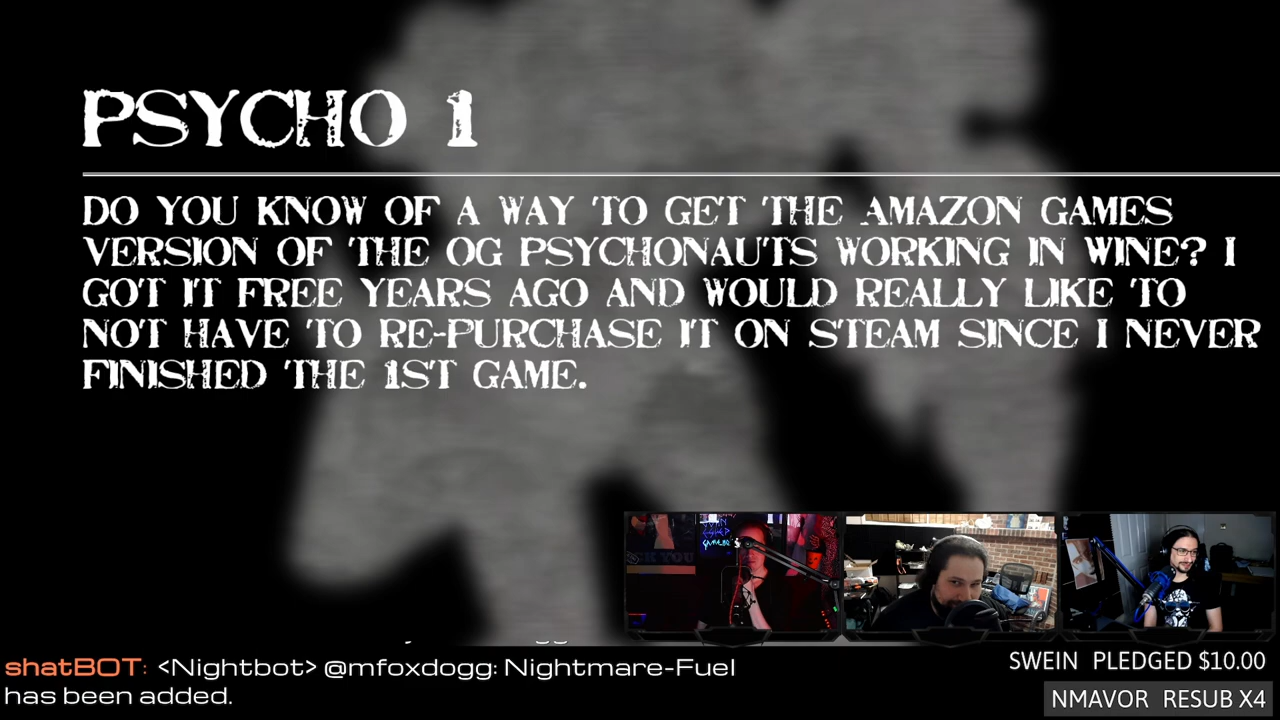 PSYCHO 1
DO YOU KNOW OF A WAY TO GET THE AMAZON GAMES
VERSION OF THE OG PSYCHONAUTS WORKING IN WINE? I
GOT IT FREE YEARS AGO AND WOULD REALLY LIKE TO
NOT HAVE TO RE-PURCHASE IT ON STEAM SINCE I NEVER
FINISHED THE 1ST GAME.
shatBOT: <Nightbot> @mfoxdogg: Nightmare-Fuel
has been added.
SWEIN PLEDGED $10.00
NMAVOR RESUB X4